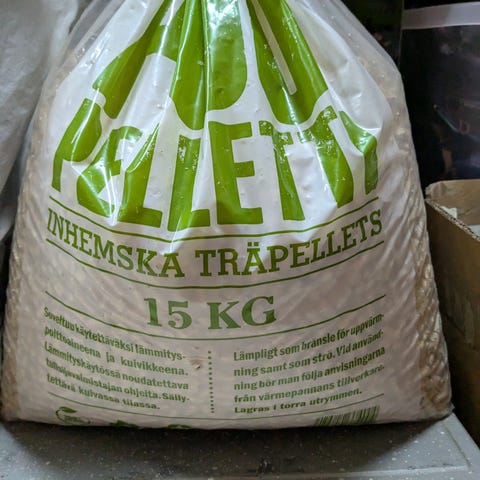 PELLETTI
INHEMSKA TRÄPELLETS
15 KG
Soveltuu käytettäväksi lämmitys-
polttoaineena ja kuivikkeena.
Lämmityskäytössä noudatettava
tulisijavalmistajan ohjeita. Säily-
tettävä kuivassa tilassa.
Lämpligt som bränsle för uppvärm-
ning samt som strö. Vid använd-
ning bör man följa anvisningarna
från värmepannans tillverkare.
Lagras i torra utrymmen.